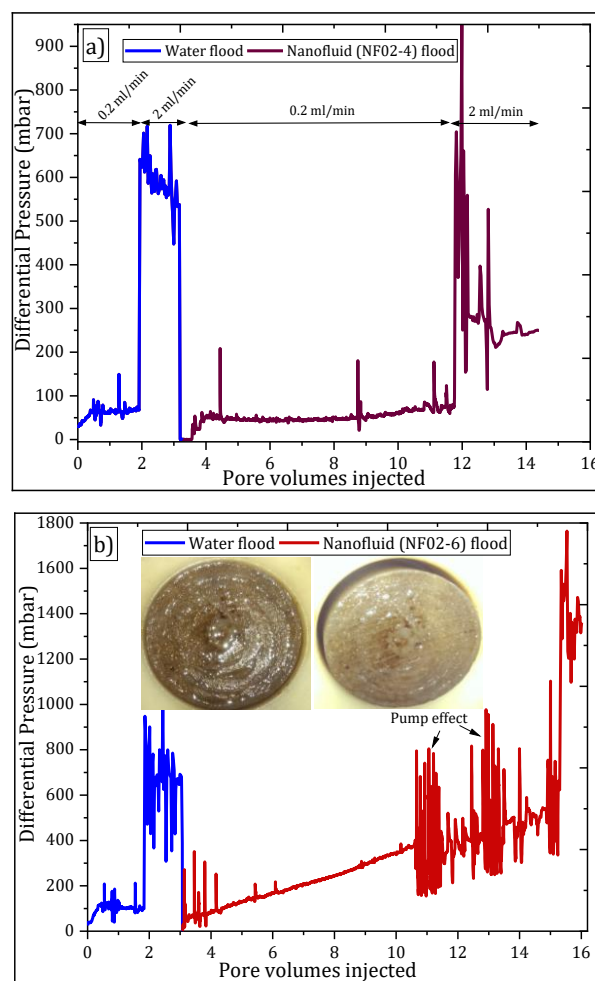 a)
Water flood
Nanofluid (NF02-4) flood
0.2 ml/min
2 ml/min
0.2 ml/min
2 ml/min
Differential Pressure (mbar)
950
900
800
700
600
500
400
300
200
100
0
0 2 4 6 8 10 12 14 16
Pore volumes injected
b)
Water flood
Nanofluid (NF02-6) flood
Pump effect
Differential Pressure (mbar)
1800
1600
1400
1200
1000
800
600
400
200
0
0 2 4 6 8 10 11 13 15 16
Pore volumes injected